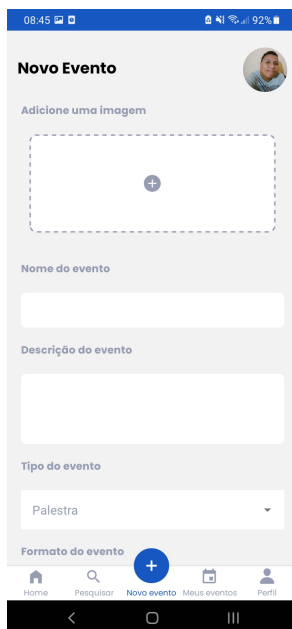 08:45 92%
Novo Evento
Adicione uma imagem
Nome do evento
Descrição do evento
Tipo do evento
Palestra
Formato do evento
Home Pesquisar Novo evento Meus eventos Perfil